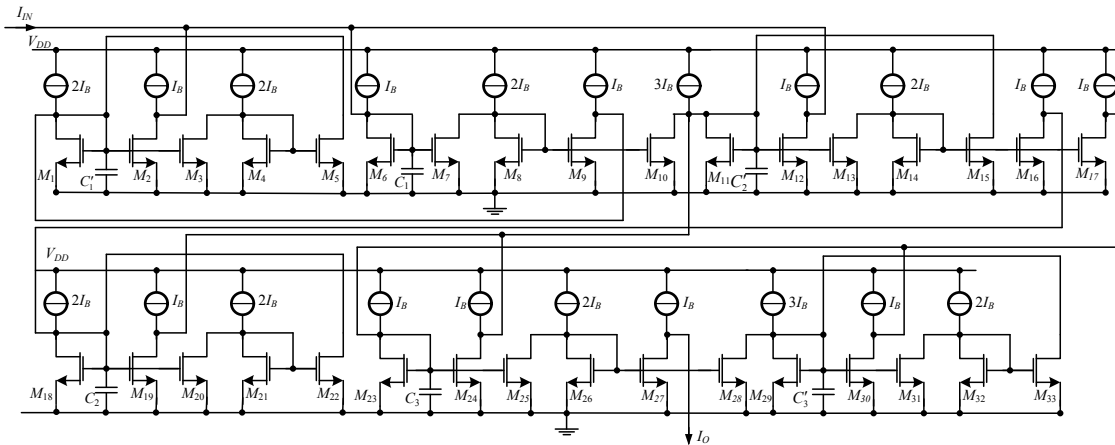 I_IN
V_DD
2I_B I_B 2I_B I_B 2I_B I_B 3I_B I_B 2I_B I_B I_B
M_1 C'_1 M_2 M_3 M_4 M_5 M_6 C_1 M_7 M_8 M_9 M_10 M_11 C'_2 M_12 M_13 M_14 M_15 M_16 M_17
V_DD
2I_B I_B 2I_B I_B I_B 2I_B I_B 3I_B I_B 2I_B
M_18 C_2 M_19 M_20 M_21 M_22 M_23 C_3 M_24 M_25 M_26 M_27 M_28 M_29 C'_3 M_30 M_31 M_32 M_33
I_O